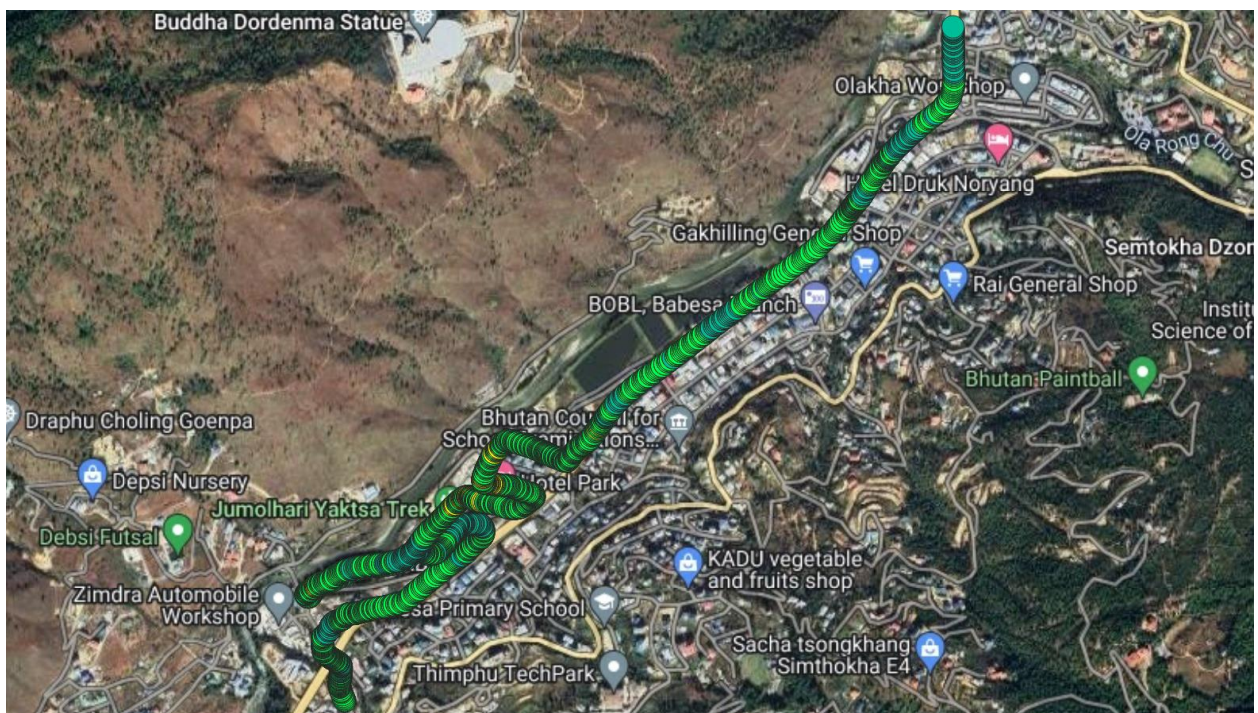 Buddha Dordenma Statue
Olakha Workshop
Ola Rong Chu
S
Hotel Druk Noryang
Gakhilling General Shop
Semtokha Dzon
Rai General Shop
BOBL, Babesa Branch
Institu
Science of
Bhutan Paintball
Draphu Choling Goenpa
Bhutan Council for
School Examinations...
Depsi Nursery
Hotel Park
Jumolhari Yaktsa Trek
Debsi Futsal
KADU vegetable
and fruits shop
Zimdra Automobile
Workshop
esa Primary School
Sacha tsongkhang
Simthokha E4
Thimphu TechPark